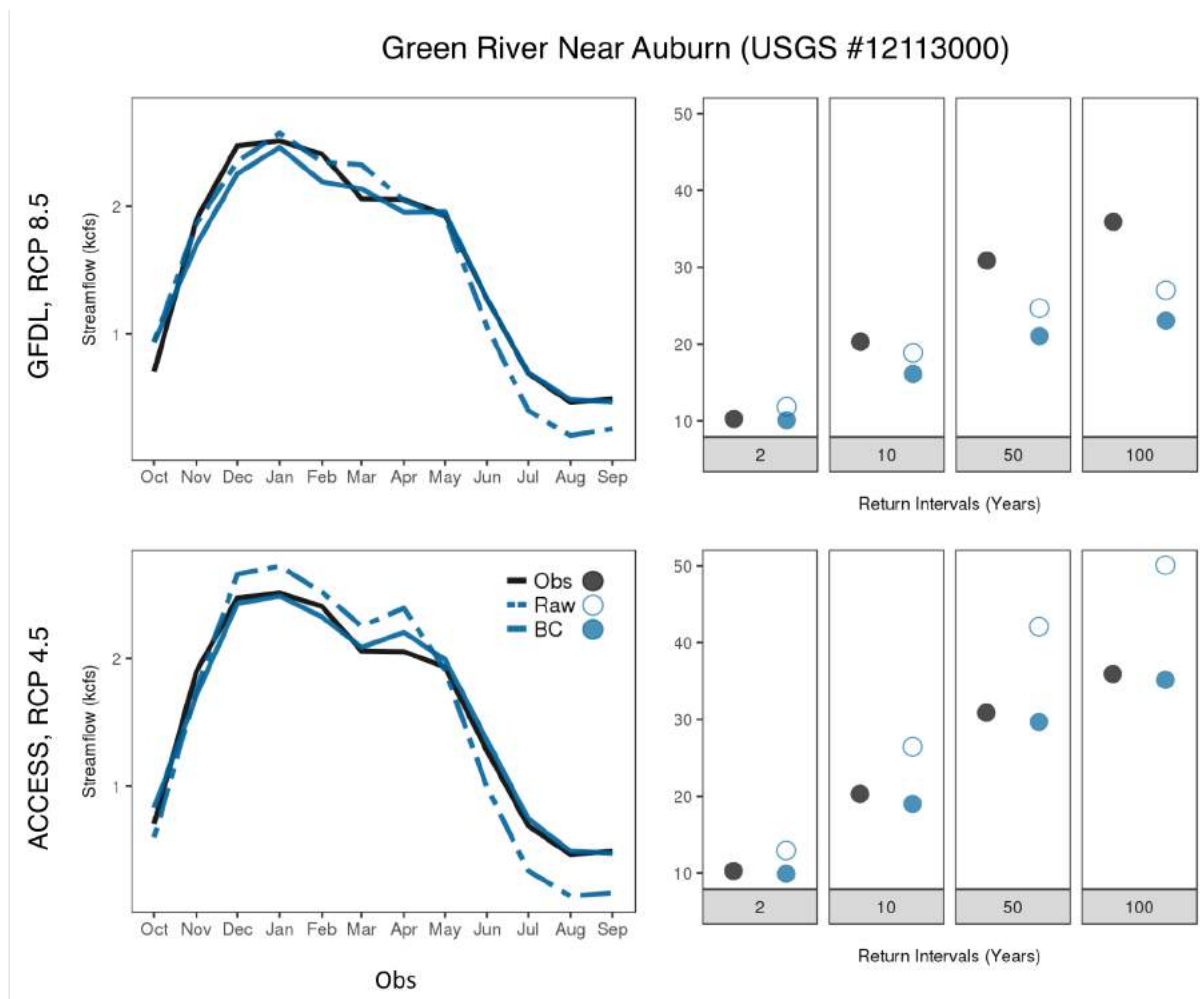 Green River Near Auburn (USGS #12113000)
GFDL, RCP 8.5
Streamflow (kcfs)
2
1
Oct Nov Dec Jan Feb Mar Apr May Jun Jul Aug Sep
50
40
30
20
10
2 10 50 100
Return Intervals (Years)
ACCESS, RCP 4.5
Streamflow (kcfs)
2
1
Obs
Raw
BC
Oct Nov Dec Jan Feb Mar Apr May Jun Jul Aug Sep
Obs
50
40
30
20
10
2 10 50 100
Return Intervals (Years)